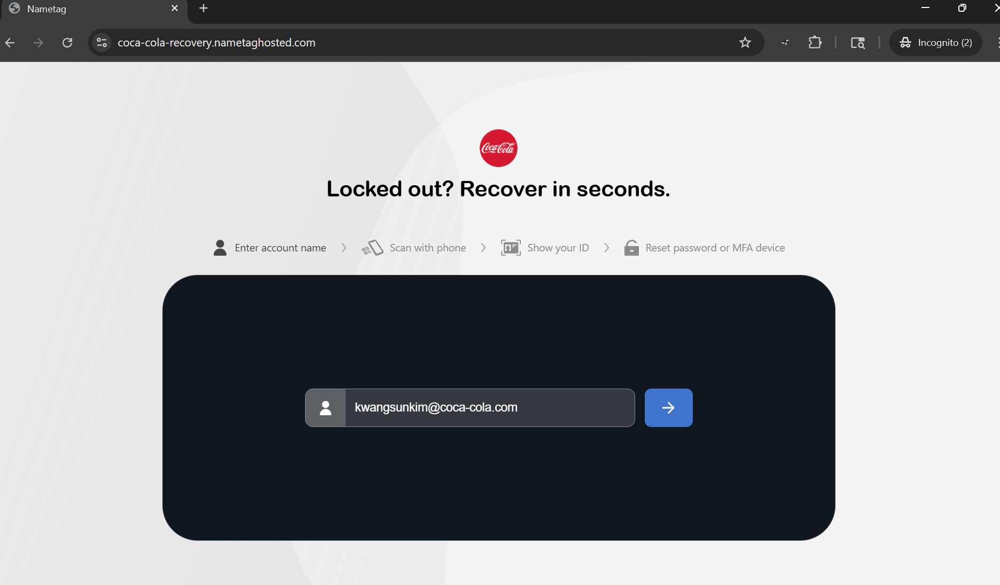 Nametag
coca-cola-recovery.nametaghosted.com
Incognito (2)
Coca-Cola
Locked out? Recover in seconds.
Enter account name
Scan with phone
Show your ID
Reset password or MFA device
kwangsunkim@coca-cola.com